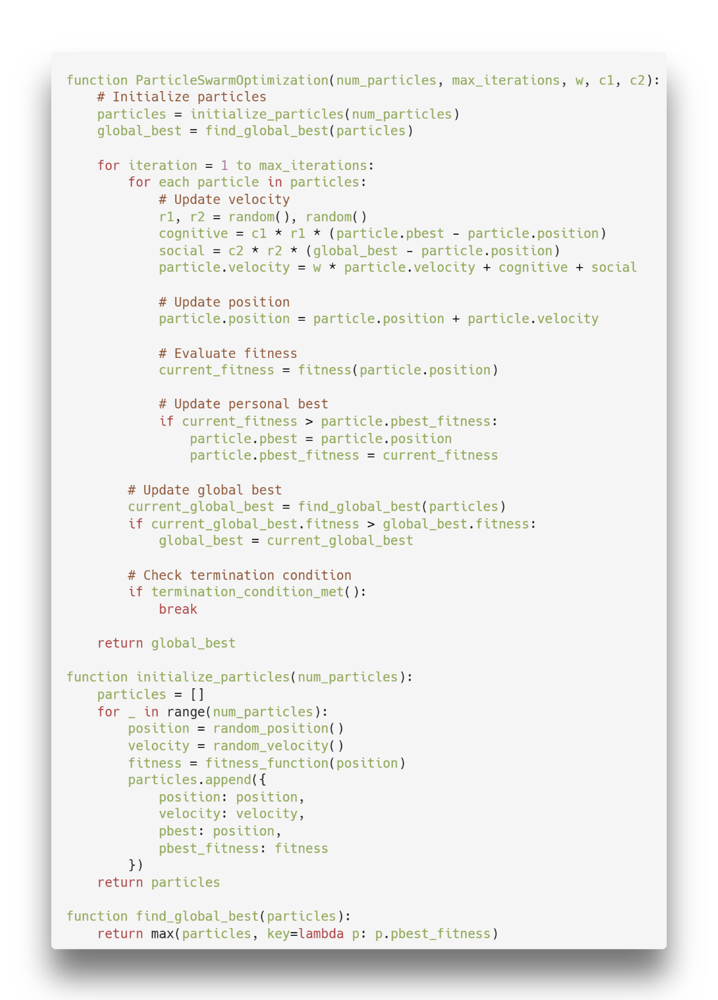 function ParticleSwarmOptimization(num_particles, max_iterations, w, c1, c2):
    # Initialize particles
    particles = initialize_particles(num_particles)
    global_best = find_global_best(particles)

    for iteration = 1 to max_iterations:
        for each particle in particles:
            # Update velocity
            r1, r2 = random(), random()
            cognitive = c1 * r1 * (particle.pbest - particle.position)
            social = c2 * r2 * (global_best - particle.position)
            particle.velocity = w * particle.velocity + cognitive + social

            # Update position
            particle.position = particle.position + particle.velocity

            # Evaluate fitness
            current_fitness = fitness(particle.position)

            # Update personal best
            if current_fitness > particle.pbest_fitness:
                particle.pbest = particle.position
                particle.pbest_fitness = current_fitness

        # Update global best
        current_global_best = find_global_best(particles)
        if current_global_best.fitness > global_best.fitness:
            global_best = current_global_best

        # Check termination condition
        if termination_condition_met():
            break

    return global_best

function initialize_particles(num_particles):
    particles = []
    for _ in range(num_particles):
        position = random_position()
        velocity = random_velocity()
        fitness = fitness_function(position)
        particles.append({
            position: position,
            velocity: velocity,
            pbest: position,
            pbest_fitness: fitness
        })
    return particles

function find_global_best(particles):
    return max(particles, key=lambda p: p.pbest_fitness)